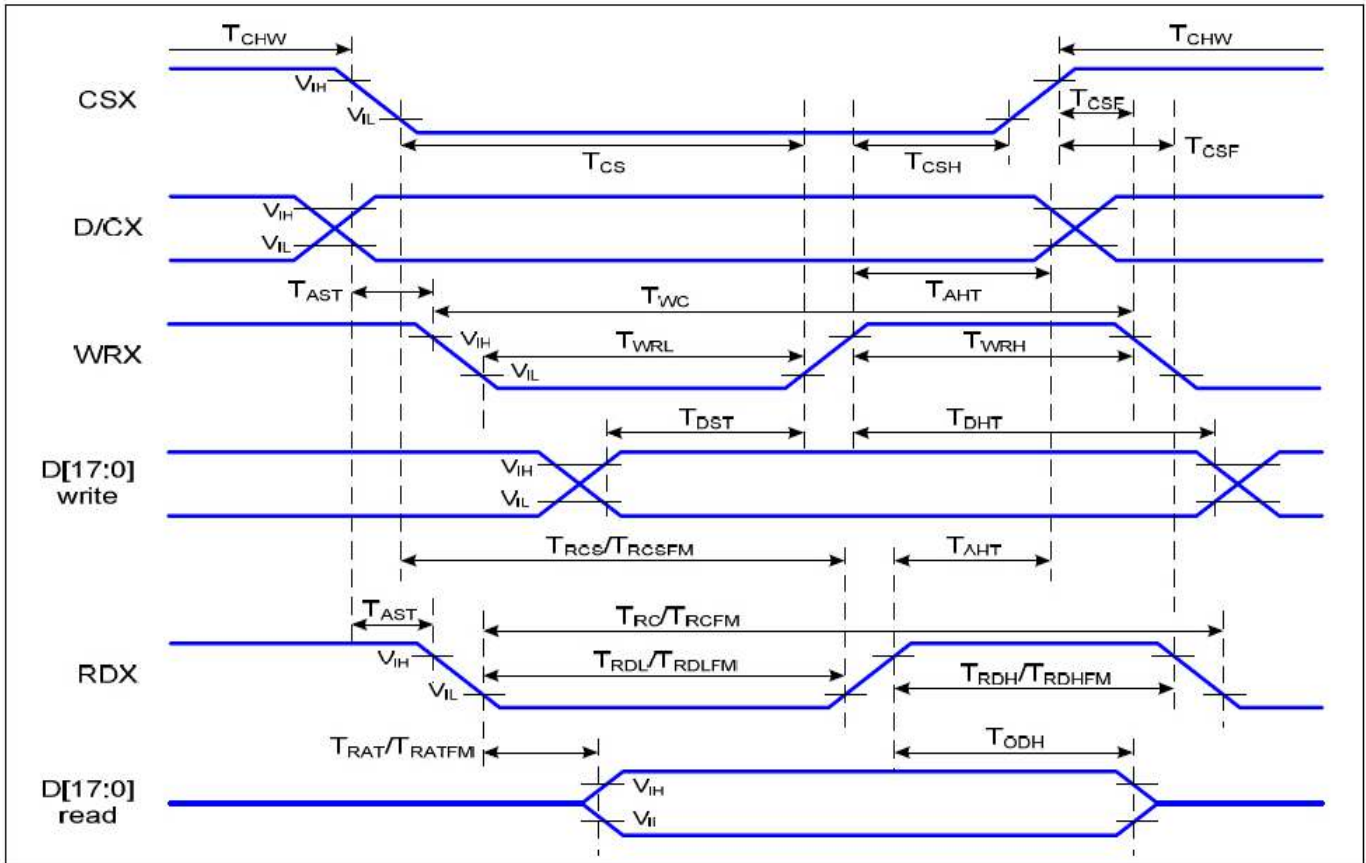 TCHW TCHW
VIH
CSX
TCSF
VIL
TCS TCSH TCSF
VIH
D/CX
VIL
TAST TWC TAHT
VIH
WRX TWRL TWRH
VIL
TDST TDHT
D[17:0] VIH
write VIL
TRCS/TRCSFM TAHT
TAST TRC/TRCFM
VIH
RDX TRDL/TRDLFM TRDH/TRDHFM
VIL
TRAT/TRATFM TODH
D[17:0] VIH
read VIL